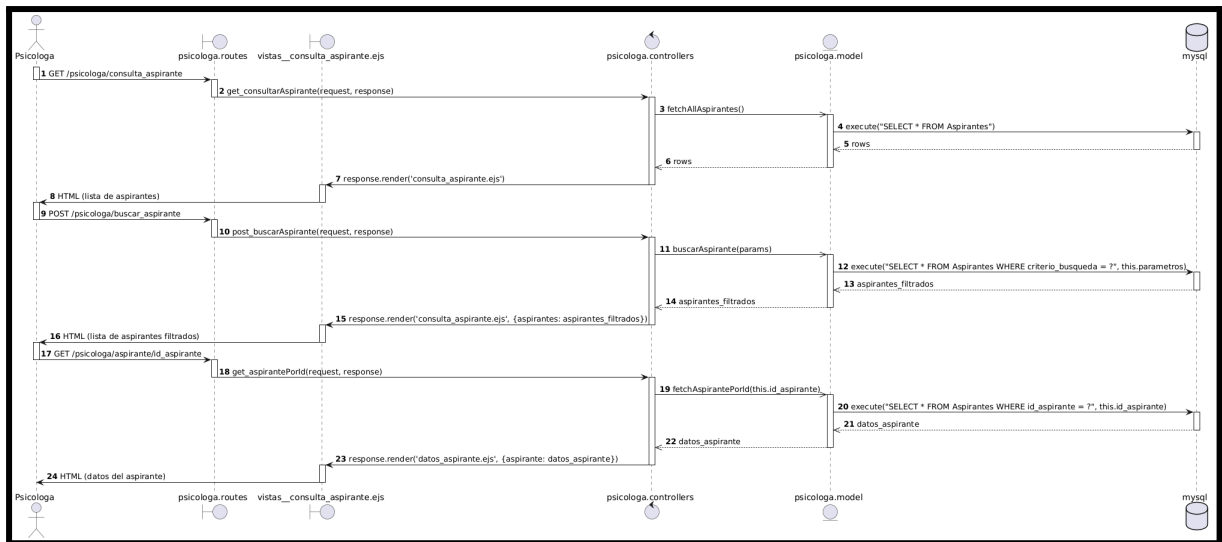 Psicologa psicologa.routes vistas__consulta_aspirante.ejs psicologa.controllers psicologa.model mysql
1 GET /psicologa/consulta_aspirante
2 get_consultarAspirante(request, response)
3 fetchAllAspirantes()
4 execute("SELECT * FROM Aspirantes")
5 rows
6 rows
7 response.render('consulta_aspirante.ejs')
8 HTML (lista de aspirantes)
9 POST /psicologa/buscar_aspirante
10 post_buscarAspirante(request, response)
11 buscarAspirante(params)
12 execute("SELECT * FROM Aspirantes WHERE criterio_busqueda = ?", this.parametros)
13 aspirantes_filtrados
14 aspirantes_filtrados
15 response.render('consulta_aspirante.ejs', {aspirantes: aspirantes_filtrados})
16 HTML (lista de aspirantes filtrados)
17 GET /psicologa/aspirante/id_aspirante
18 get_aspirantePorId(request, response)
19 fetchAspirantePorId(this.id_aspirante)
20 execute("SELECT * FROM Aspirantes WHERE id_aspirante = ?", this.id_aspirante)
21 datos_aspirante
22 datos_aspirante
23 response.render('datos_aspirante.ejs', {aspirante: datos_aspirante})
24 HTML (datos del aspirante)
Psicologa psicologa.routes vistas__consulta_aspirante.ejs psicologa.controllers psicologa.model mysql